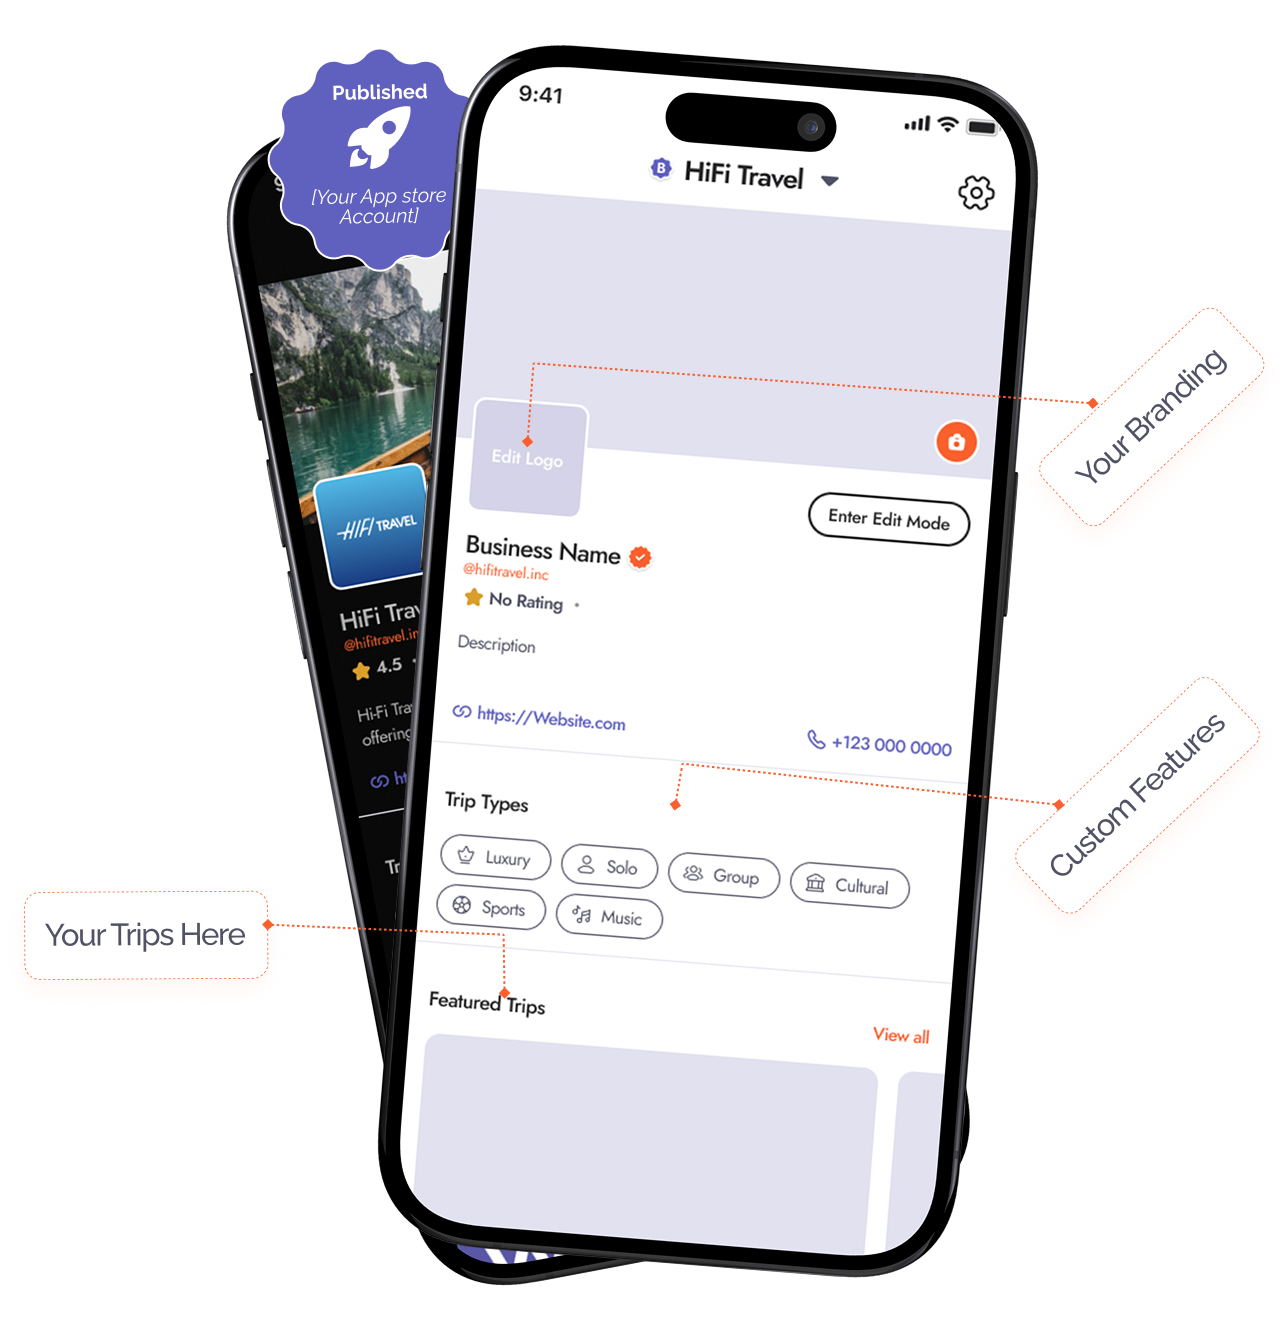 Published
[Your App store
Account]
9:41
HiFi Travel
Edit Logo
Enter Edit Mode
Business Name
@hifitravel.inc
No Rating
Description
https://Website.com
+123 000 0000
Trip Types
Luxury
Solo
Group
Cultural
Sports
Music
Featured Trips
View all
HIFI TRAVEL
HiFi Trav
@hifitravel.in
4.5
Hi-Fi Tra
offering
ht
Tr
Your Branding
Custom Features
Your Trips Here